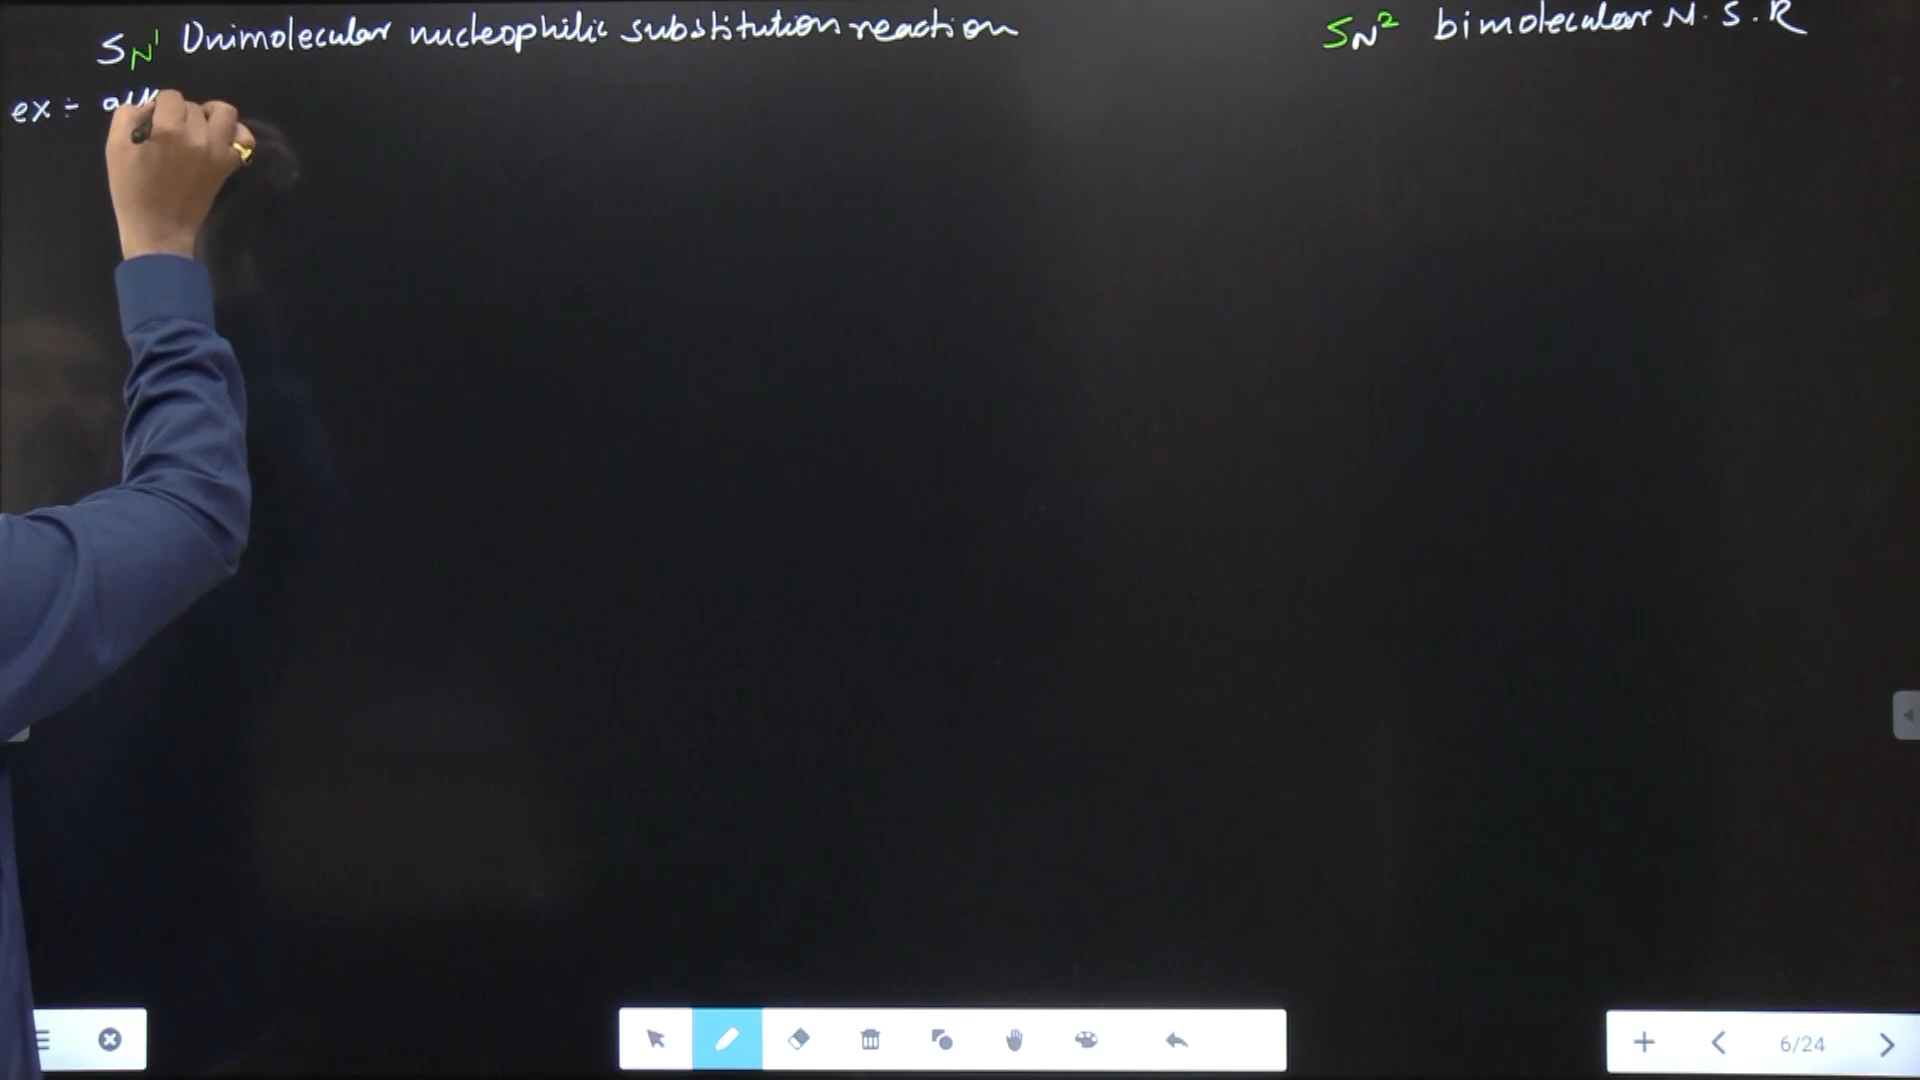 SN1 Unimolecular nucleophilic substitution reaction
SN2 bimolecular N.S.R
ex ÷
6/24